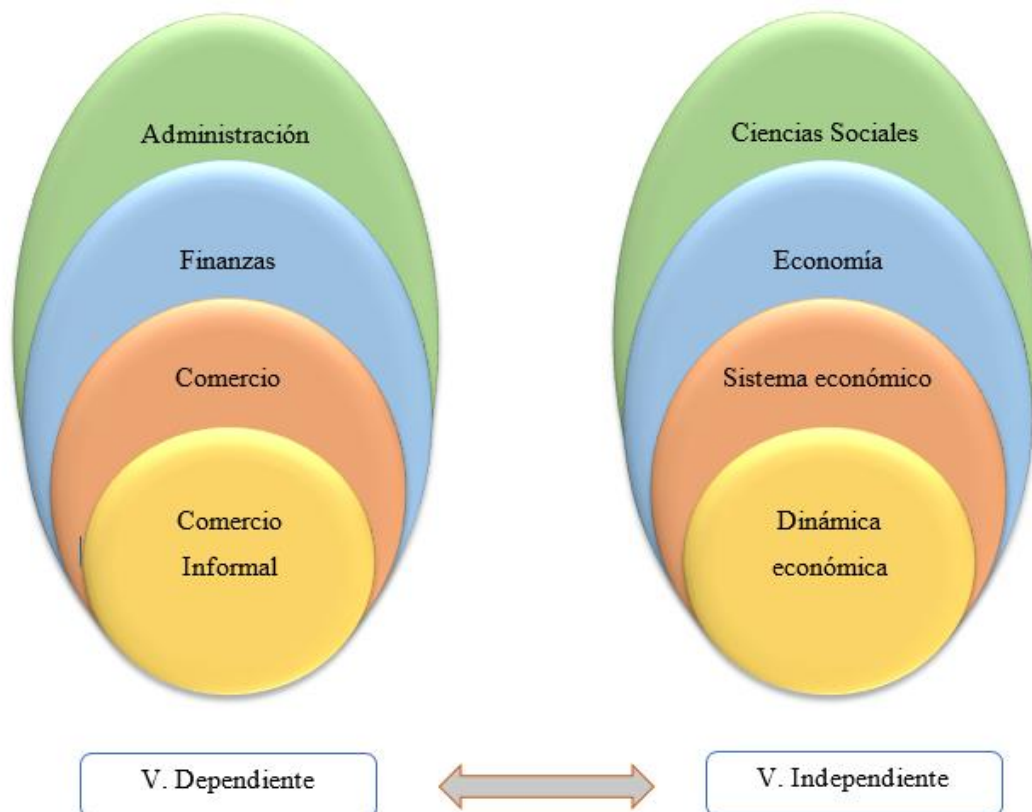 Administración
Finanzas
Comercio
Comercio
Informal
Ciencias Sociales
Economía
Sistema económico
Dinámica
económica
V. Dependiente
V. Independiente